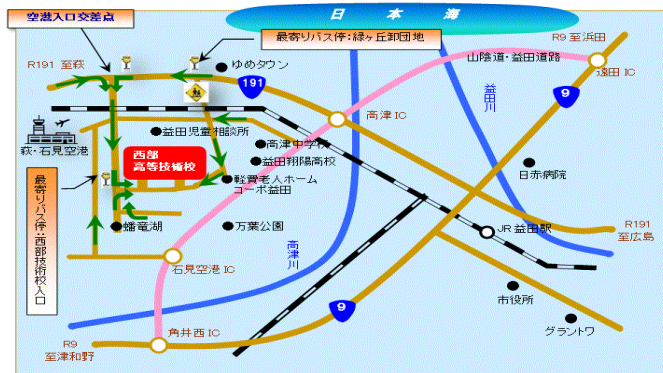 日本海
空港入口交差点
最寄りバス停:緑ヶ丘卸団地
R9 至浜田
山陰道・益田道路
遠田 IC
R191 至萩
ゆめタウン
191
9
益田川
高津 IC
萩・石見空港
益田児童相談所
高津中学校
益田翔陽高校
西部
高等技術校
日赤病院
軽費老人ホーム
コーポ益田
最寄りバス停:西部技術校入口
蟠竜湖
万葉公園
高津川
JR 益田駅
R191
至広島
石見空港 IC
市役所
9
グラントワ
角井西 IC
R9
至津和野